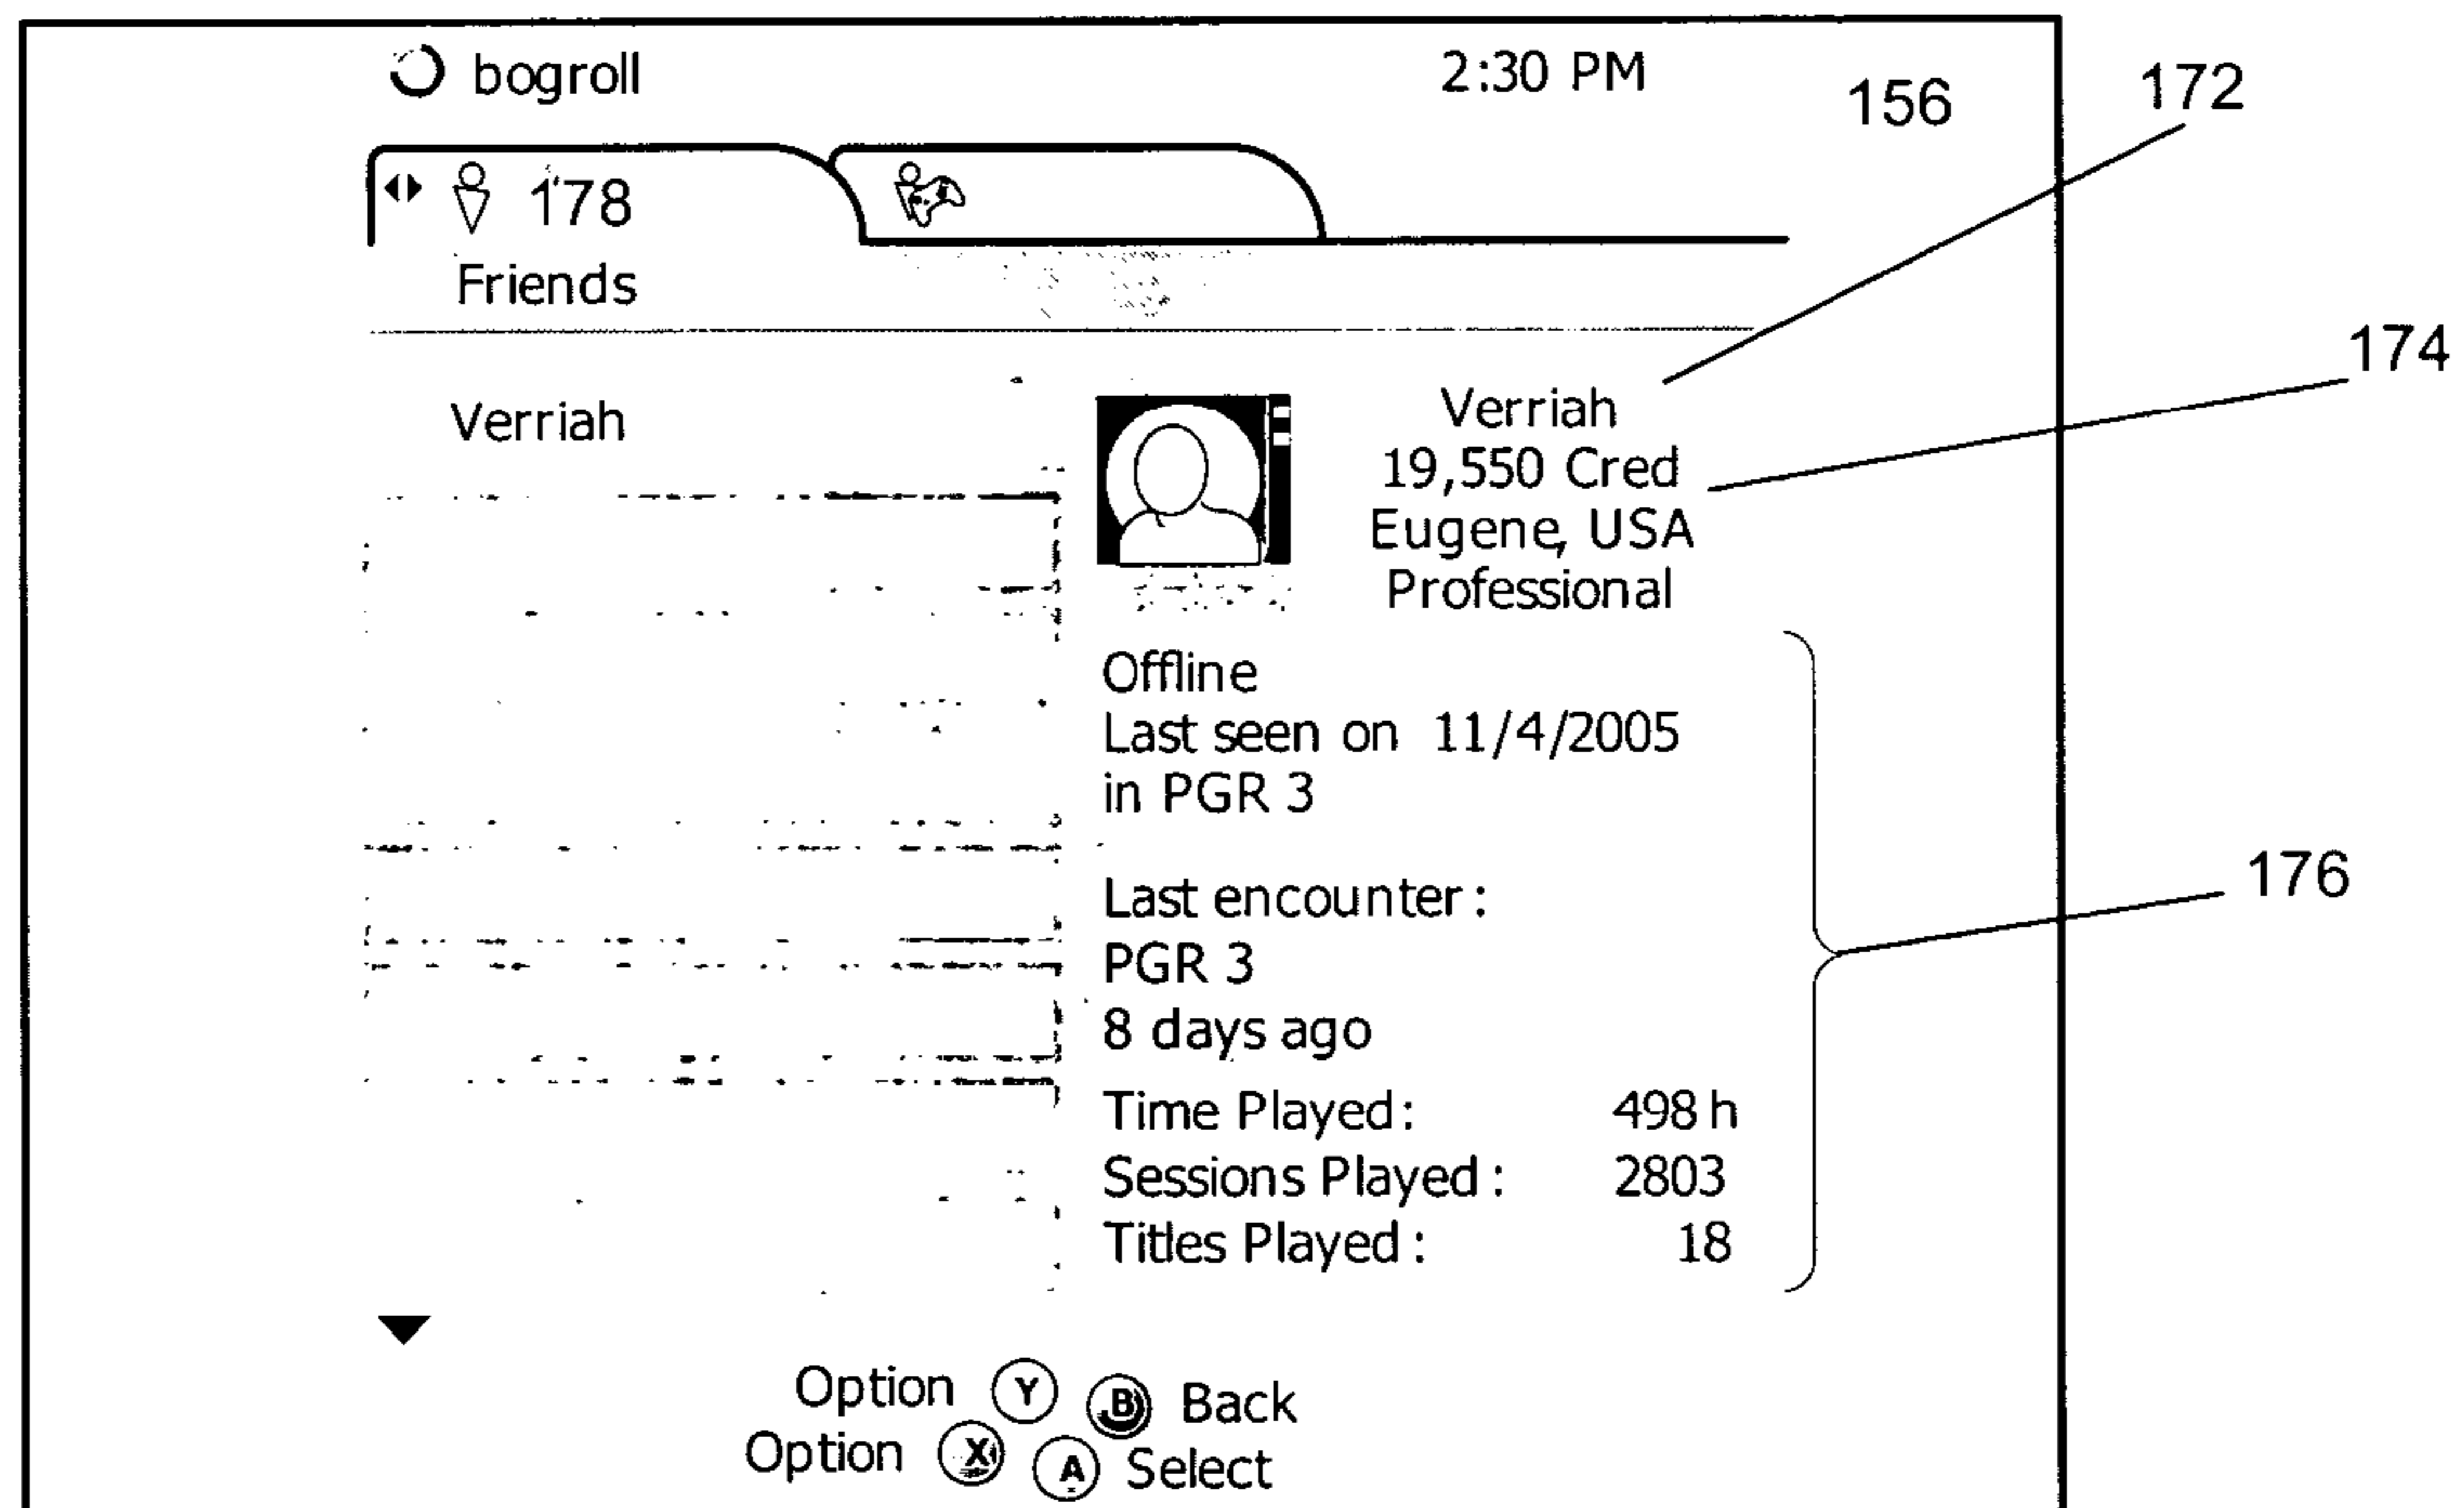 bogroll 2:30 PM
156
172
178
Friends
174
Verriah
Verriah
19,550 Cred
Eugene, USA
Professional
Offline
Last seen on 11/4/2005
in PGR 3
176
Last encounter:
PGR 3
8 days ago
Time Played: 498 h
Sessions Played: 2803
Titles Played: 18
Option Y B Back
Option X A Select